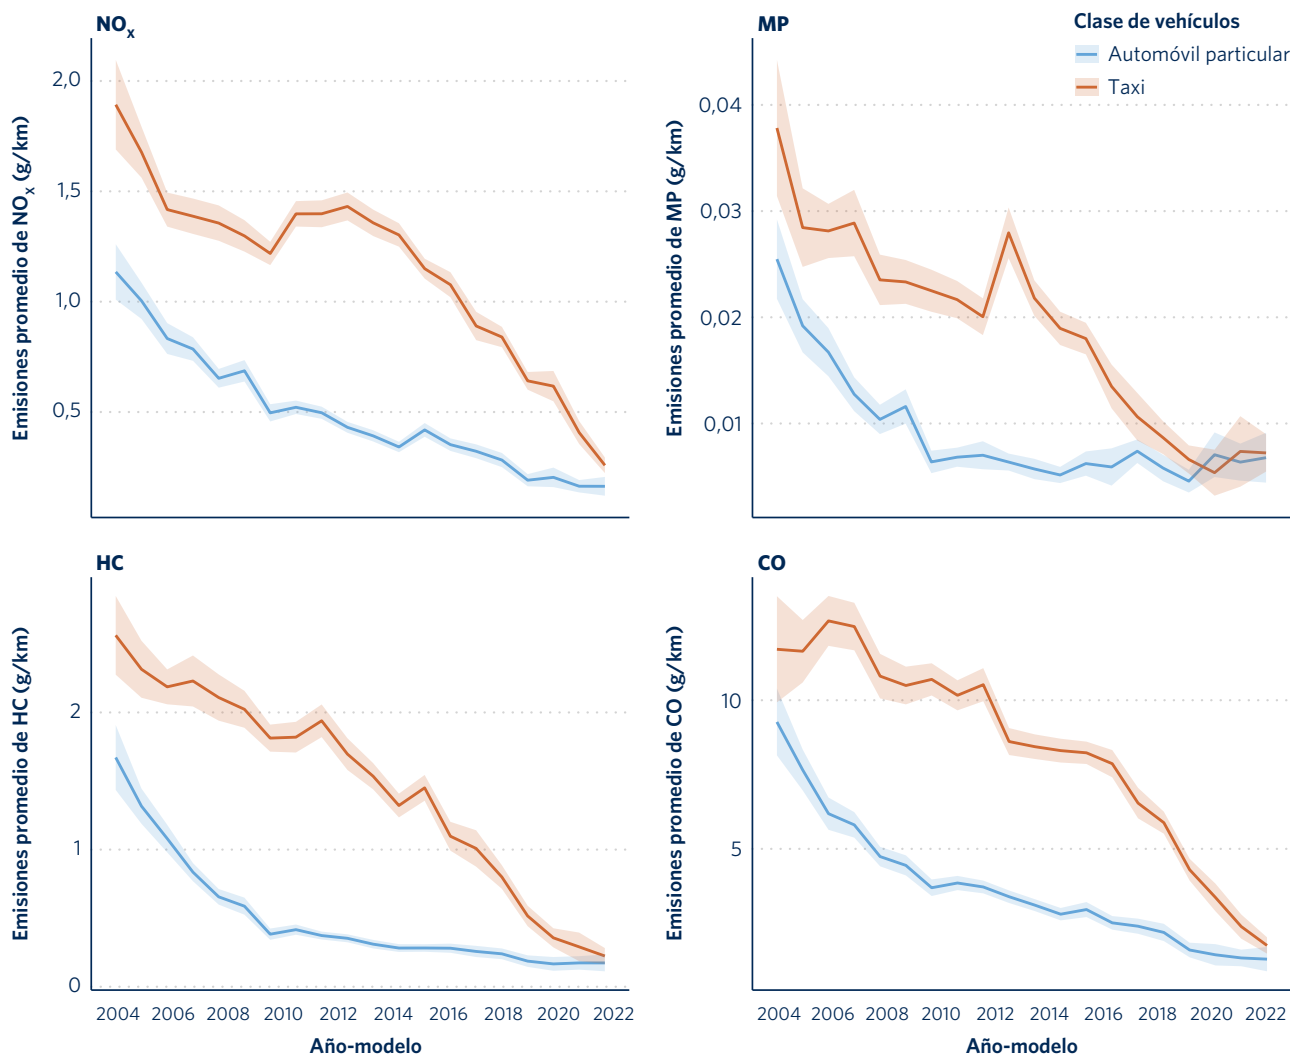 NOx
Emisiones promedio de NOx (g/km)
2,0
1,5
1,0
0,5
MP
Emisiones promedio de MP (g/km)
0,04
0,03
0,02
0,01
Clase de vehículos
Automóvil particular
Taxi
HC
Emisiones promedio de HC (g/km)
2
1
0
2004 2006 2008 2010 2012 2014 2016 2018 2020 2022
Año-modelo
CO
Emisiones promedio de CO (g/km)
10
5
2004 2006 2008 2010 2012 2014 2016 2018 2020 2022
Año-modelo